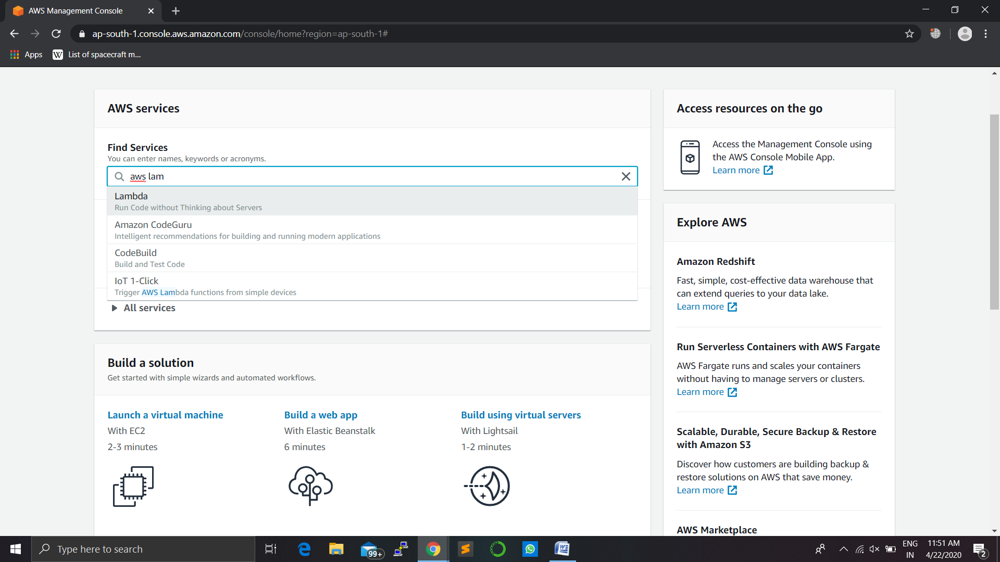 AWS Management Console
ap-south-1.console.aws.amazon.com/console/home?region=ap-south-1#
Apps
List of spacecraft m...
AWS services
Find Services
You can enter names, keywords or acronyms.
aws lam
Lambda
Run Code without Thinking about Servers
Amazon CodeGuru
Intelligent recommendations for building and running modern applications
CodeBuild
Build and Test Code
IoT 1-Click
Trigger AWS Lambda functions from simple devices
All services
Build a solution
Get started with simple wizards and automated workflows.
Launch a virtual machine
With EC2
2-3 minutes
Build a web app
With Elastic Beanstalk
6 minutes
Build using virtual servers
With Lightsail
1-2 minutes
Access resources on the go
Access the Management Console using
the AWS Console Mobile App.
Learn more
Explore AWS
Amazon Redshift
Fast, simple, cost-effective data warehouse that
can extend queries to your data lake.
Learn more
Run Serverless Containers with AWS Fargate
AWS Fargate runs and scales your containers
without having to manage servers or clusters.
Learn more
Scalable, Durable, Secure Backup & Restore
with Amazon S3
Discover how customers are building backup &
restore solutions on AWS that save money.
Learn more
AWS Marketplace
Type here to search
99+
ENG
IN
11:51 AM
4/22/2020
2